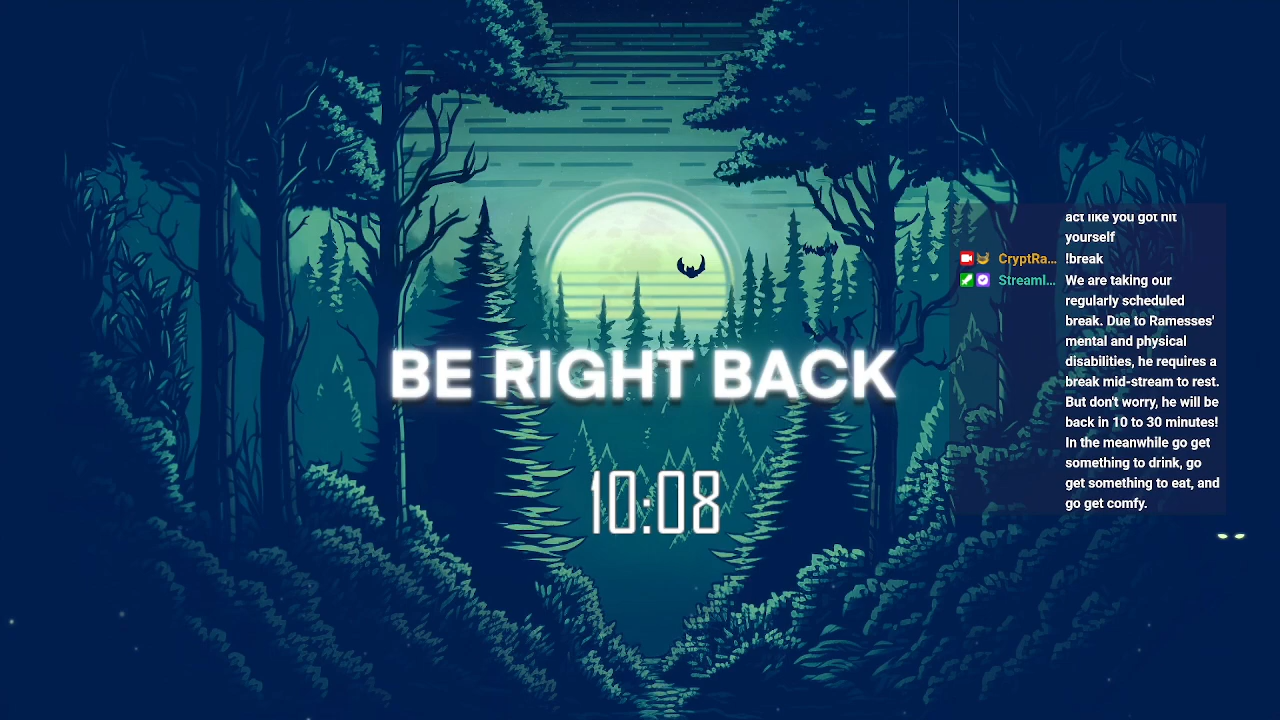 BE RIGHT BACK
10:08
act like you got hit
yourself
CryptRa... !break
Streaml... We are taking our
regularly scheduled
break. Due to Ramesses'
mental and physical
disabilities, he requires a
break mid-stream to rest.
But don't worry, he will be
back in 10 to 30 minutes!
In the meanwhile go get
something to drink, go
get something to eat, and
go get comfy.